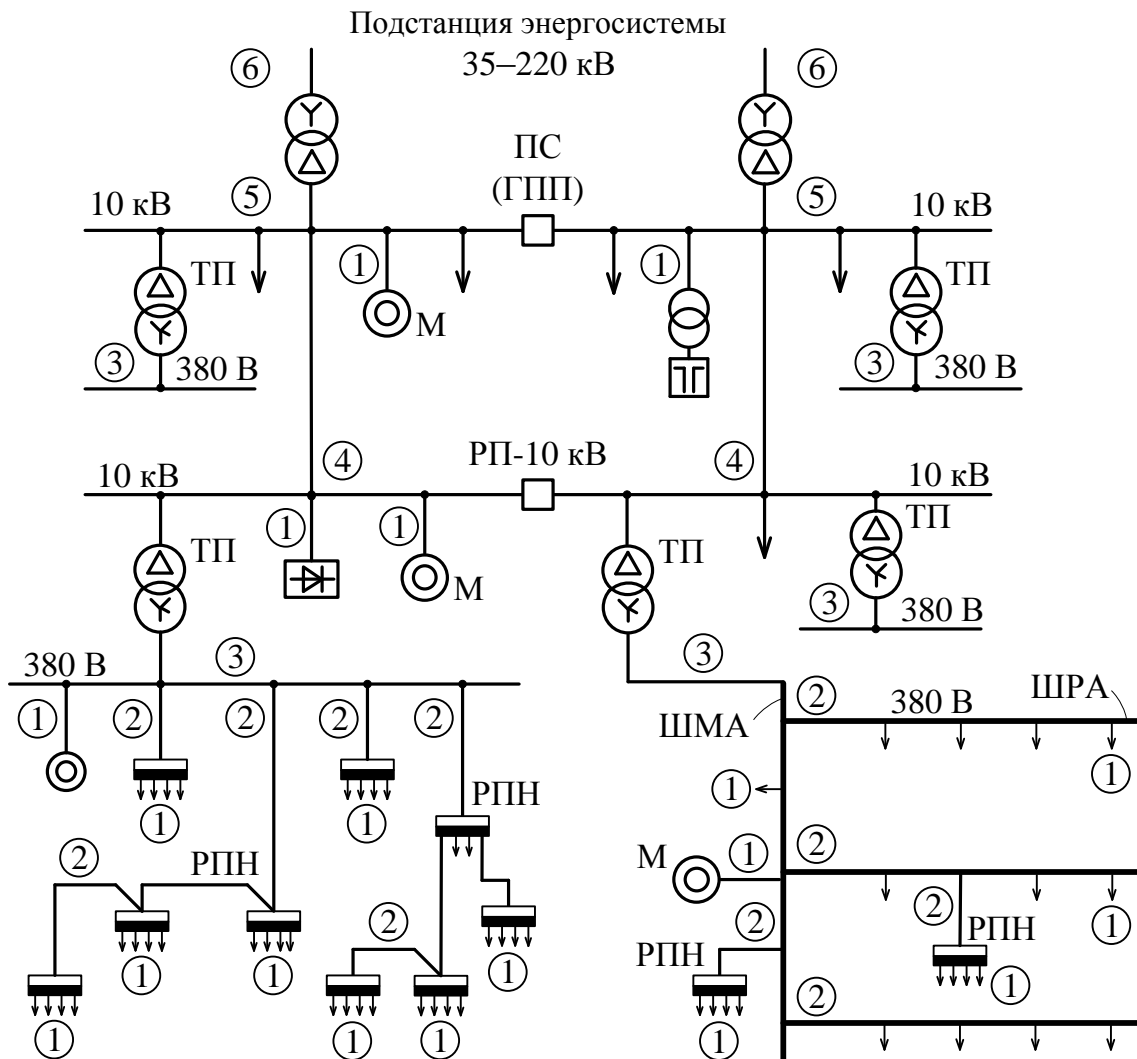 Подстанция энергосистемы
35–220 кВ
6 6
ПС
(ГПП)
5 5
10 кВ 10 кВ
1 1
ТП ТП
М
3 380 В 3 380 В
4 РП-10 кВ 4
10 кВ 10 кВ
1 1
ТП ТП ТП
М
3 380 В
380 В 3 3
1 2 2 2 2
ШМА 2 380 В ШРА
РПН 1 1
1 1
2 РПН М 1 2
2 2 1
РПН РПН
1 1 1 1
2
1 1 1 1 2